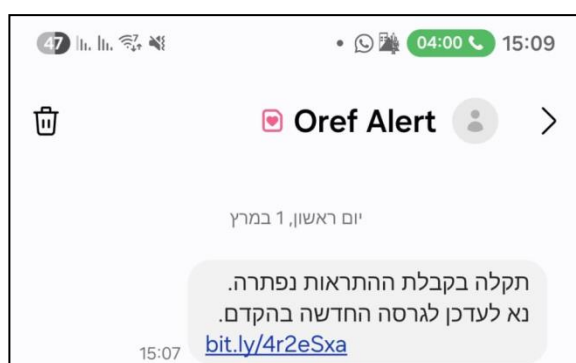 47 15:09 04:00
Oref Alert
יום ראשון, 1 במרץ
תקלה בקבלת ההתראות נפתרה.
נא לעדכן לגרסה החדשה בהקדם.
bit.ly/4r2eSxa
15:07